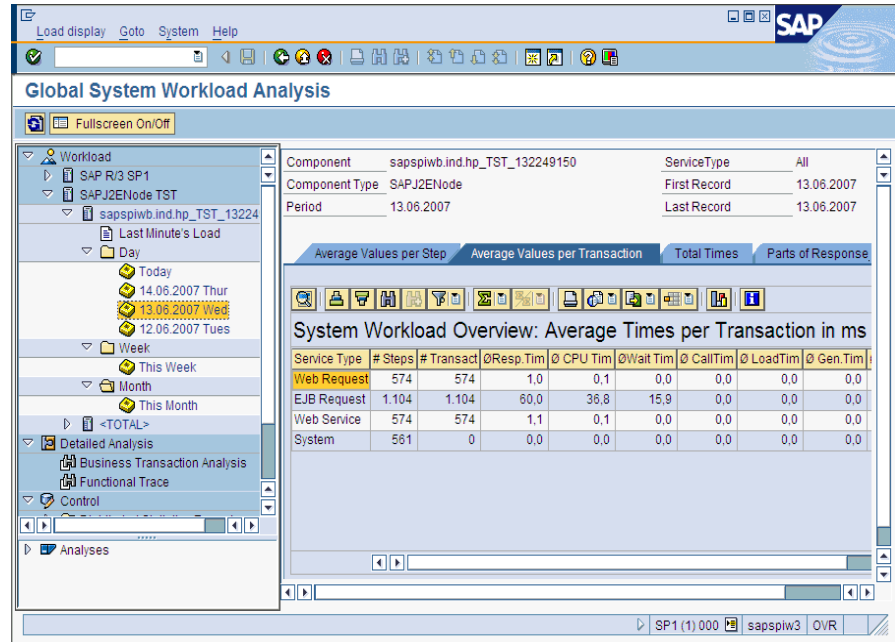 Load display Goto System Help
SAP
Global System Workload Analysis
Fullscreen On/Off
Workload
SAP R/3 SP1
SAPJ2ENode TST
sapspiwb.ind.hp_TST_13224
Last Minute's Load
Day
Today
14.06.2007 Thur
13.06.2007 Wed
12.06.2007 Tues
Week
This Week
Month
This Month
<TOTAL>
Detailed Analysis
Business Transaction Analysis
Functional Trace
Control
Analyses
Component sapspiwb.ind.hp_TST_132249150 ServiceType All
Component Type SAPJ2ENode First Record 13.06.2007
Period 13.06.2007 Last Record 13.06.2007
Average Values per Step Average Values per Transaction Total Times Parts of Response
System Workload Overview: Average Times per Transaction in ms
Service Type # Steps # Transact ØResp.Tim Ø CPU Tim ØWait Tim Ø CallTim Ø LoadTim Ø Gen.Tim
Web Request 574 574 1,0 0,1 0,0 0,0 0,0 0,0
EJB Request 1.104 1.104 60,0 36,8 15,9 0,0 0,0 0,0
Web Service 574 574 1,1 0,1 0,0 0,0 0,0 0,0
System 561 0 0,0 0,0 0,0 0,0 0,0 0,0
SP1 (1) 000 sapspiw3 OVR